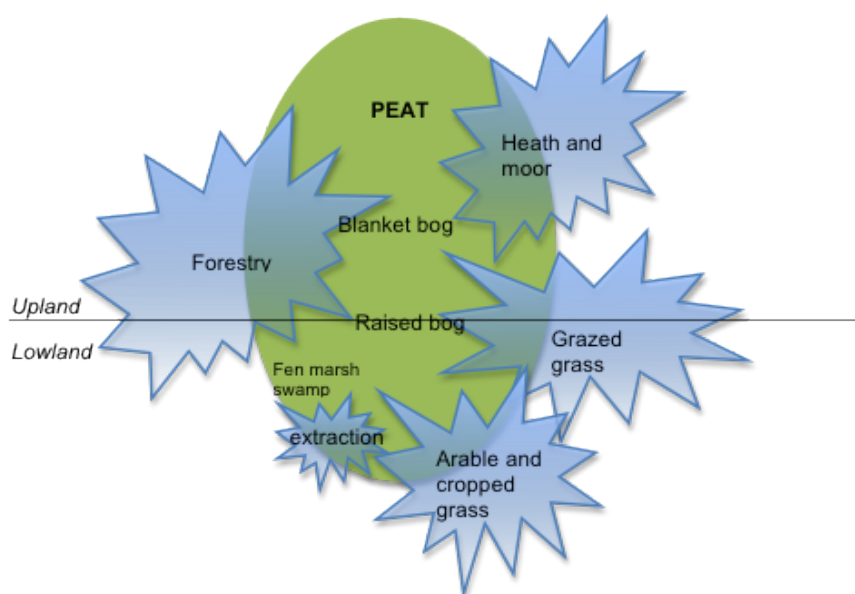 PEAT
Heath and
moor
Blanket bog
Forestry
Upland
Raised bog
Lowland
Grazed
grass
Fen marsh
swamp
extraction
Arable and
cropped
grass